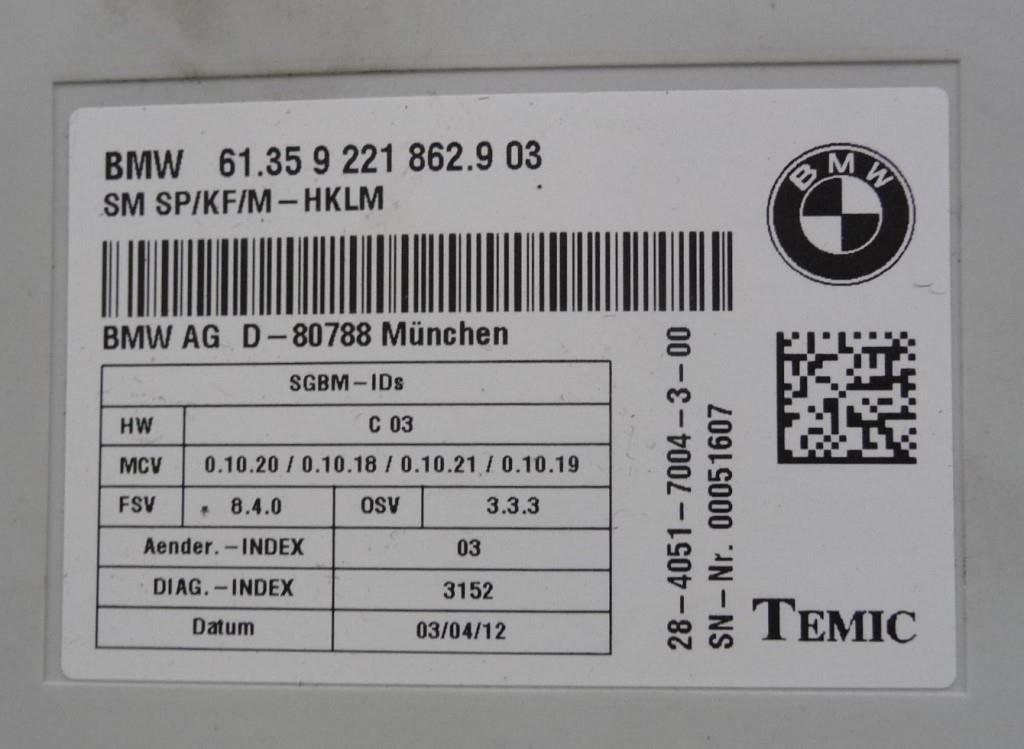 BMW 61.35 9 221 862.9 03
SM SP/KF/M-HKLM
BMW
BMW AG D-80788 München
SGBM-IDs
HW C 03
MCV 0.10.20 / 0.10.18 / 0.10.21 / 0.10.19
FSV 8.4.0 OSV 3.3.3
Aender.-INDEX 03
DIAG.-INDEX 3152
Datum 03/04/12
28-4051-7004-3-00
SN-Nr. 00051607
TEMIC